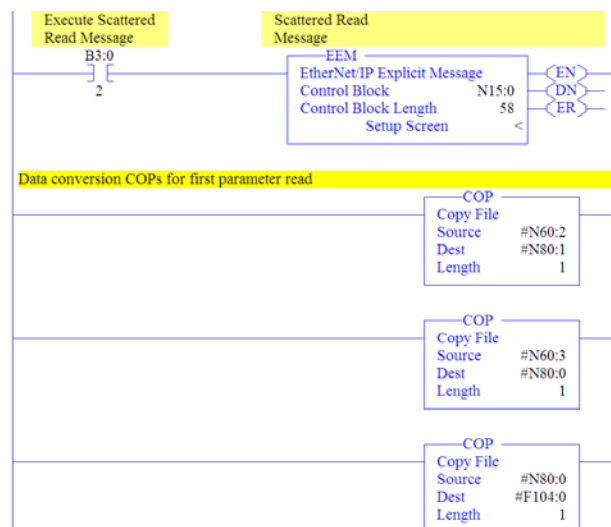 Execute Scattered
Read Message
Scattered Read
Message
B3:0
2
EEM
EtherNet/IP Explicit Message
Control Block N15:0
Control Block Length 58
Setup Screen <
EN
DN
ER
Data conversion COPs for first parameter read
COP
Copy File
Source #N60:2
Dest #N80:1
Length 1
COP
Copy File
Source #N60:3
Dest #N80:0
Length 1
COP
Copy File
Source #N80:0
Dest #F104:0
Length 1